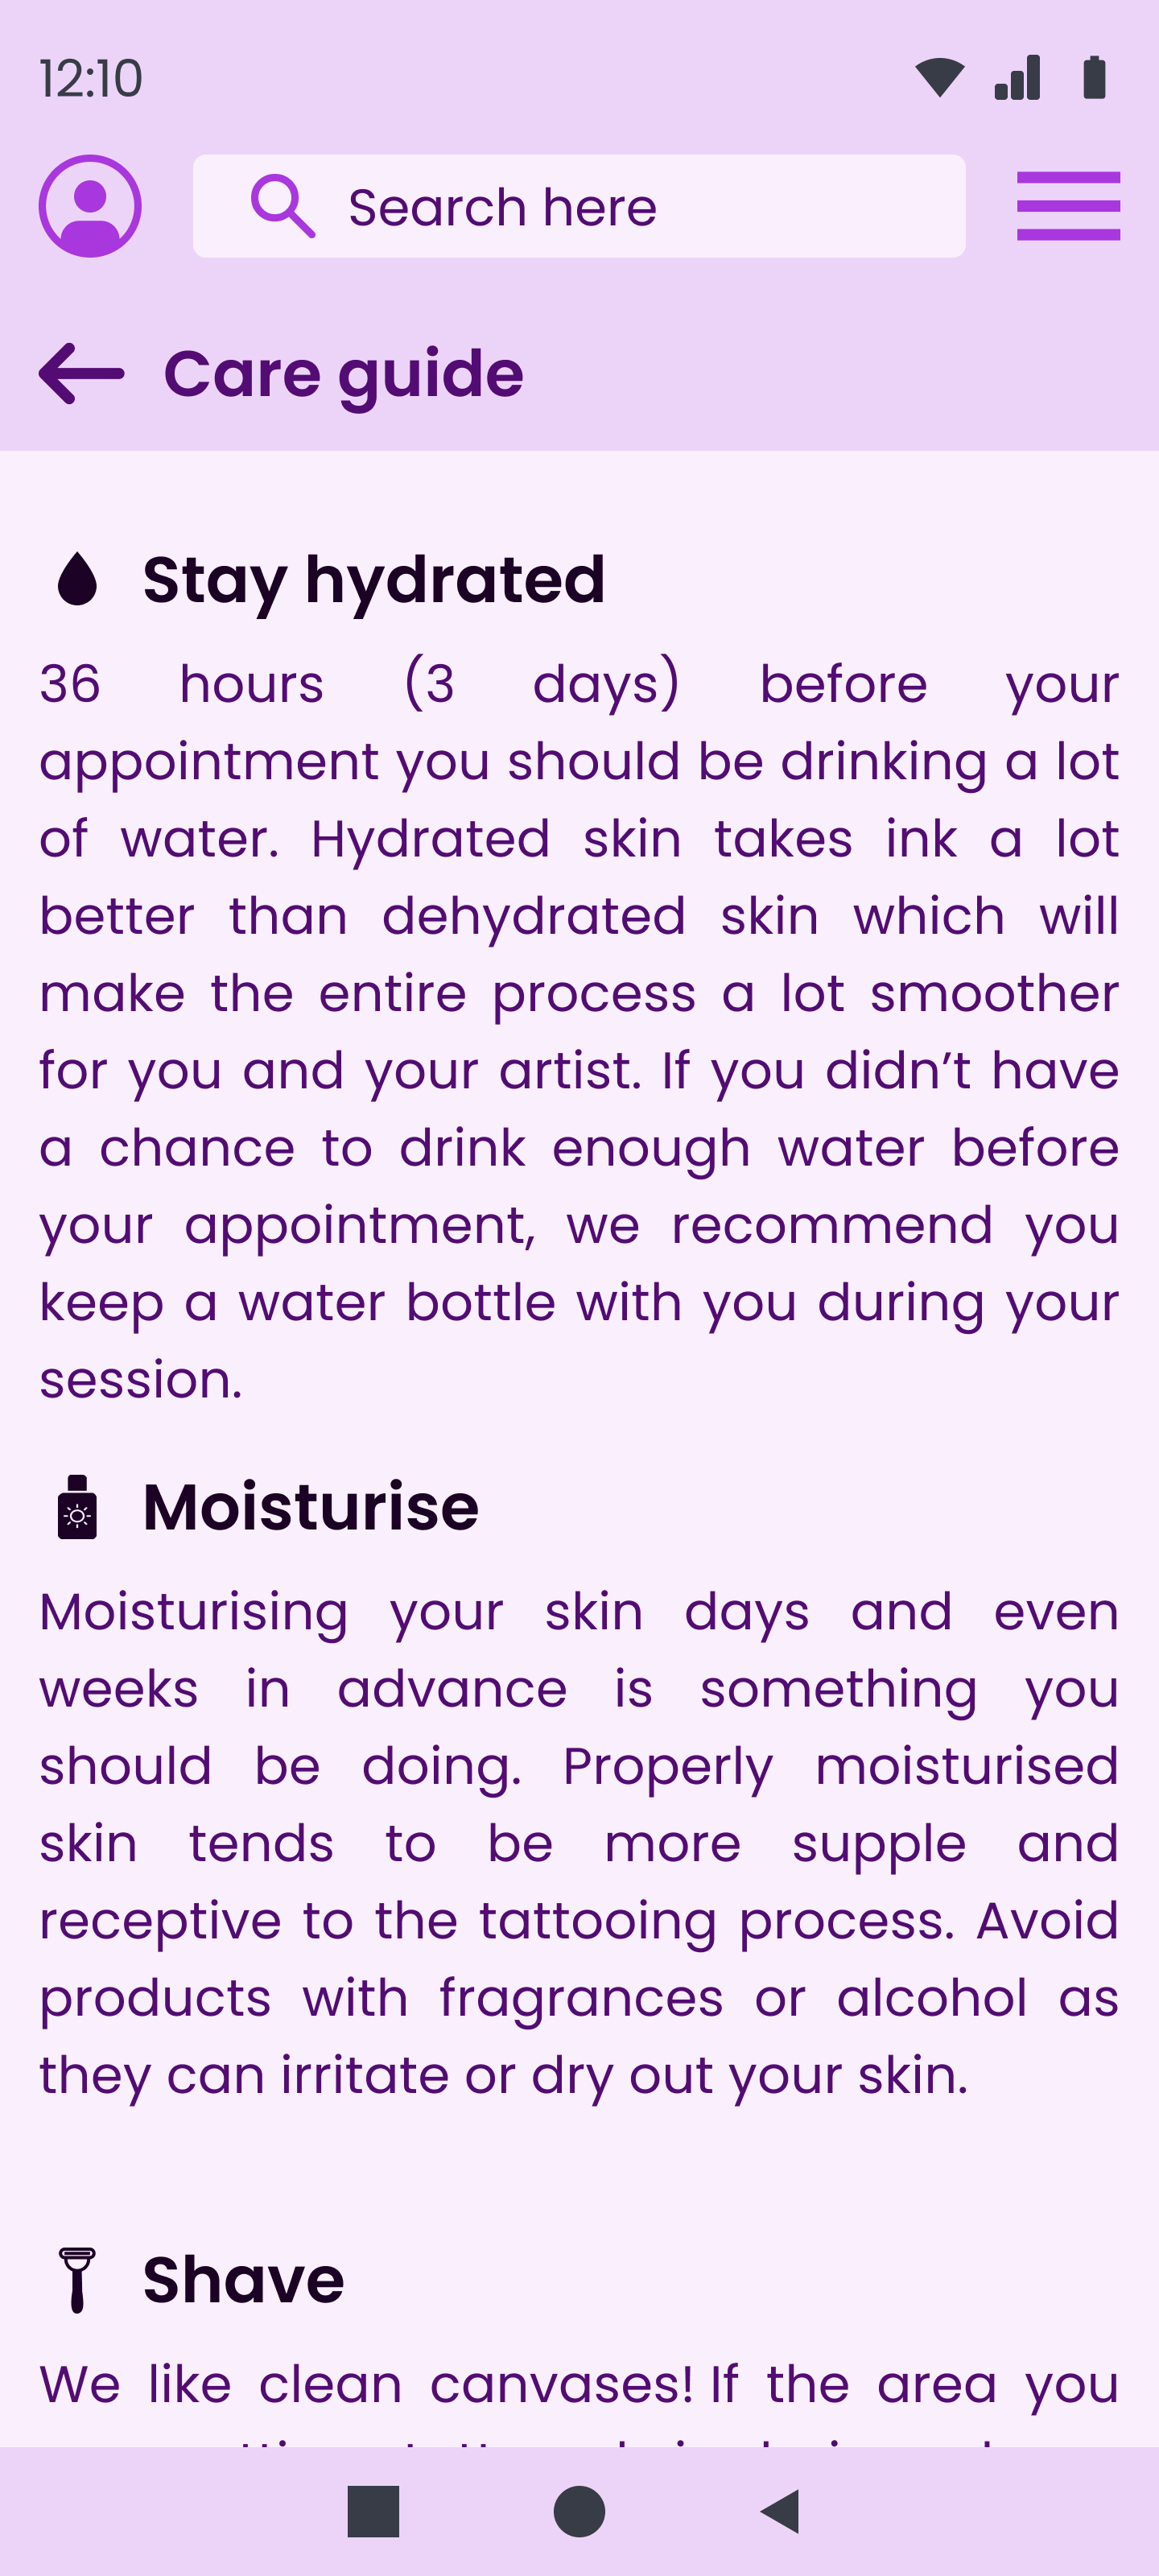 12:10
Search here
Care guide
Stay hydrated
36 hours (3 days) before your
appointment you should be drinking a lot
of water. Hydrated skin takes ink a lot
better than dehydrated skin which will
make the entire process a lot smoother
for you and your artist. If you didn’t have
a chance to drink enough water before
your appointment, we recommend you
keep a water bottle with you during your
session.
Moisturise
Moisturising your skin days and even
weeks in advance is something you
should be doing. Properly moisturised
skin tends to be more supple and
receptive to the tattooing process. Avoid
products with fragrances or alcohol as
they can irritate or dry out your skin.
Shave
We like clean canvases! If the area you